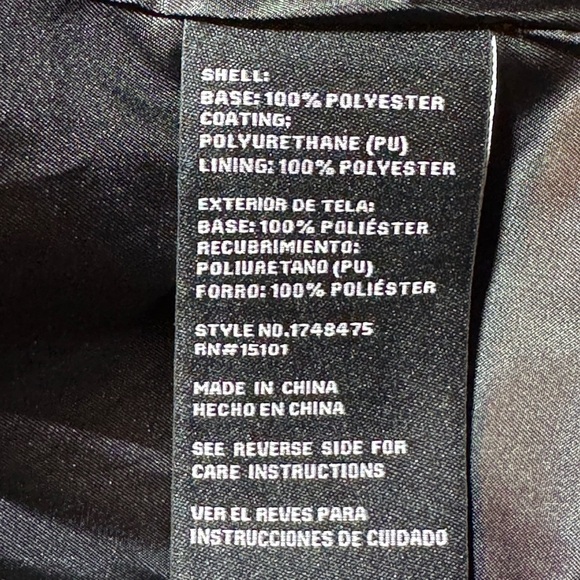 SHELL:
BASE: 100% POLYESTER
COATING:
POLYURETHANE (PU)
LINING: 100% POLYESTER
EXTERIOR DE TELA:
BASE: 100% POLIÉSTER
RECUBRIMIENTO:
POLIURETANO (PU)
FORRO: 100% POLIÉSTER
STYLE NO.1748475
RN#15101
MADE IN CHINA
HECHO EN CHINA
SEE REVERSE SIDE FOR
CARE INSTRUCTIONS
VER EL REVES PARA
INSTRUCCIONES DE CUIDADO